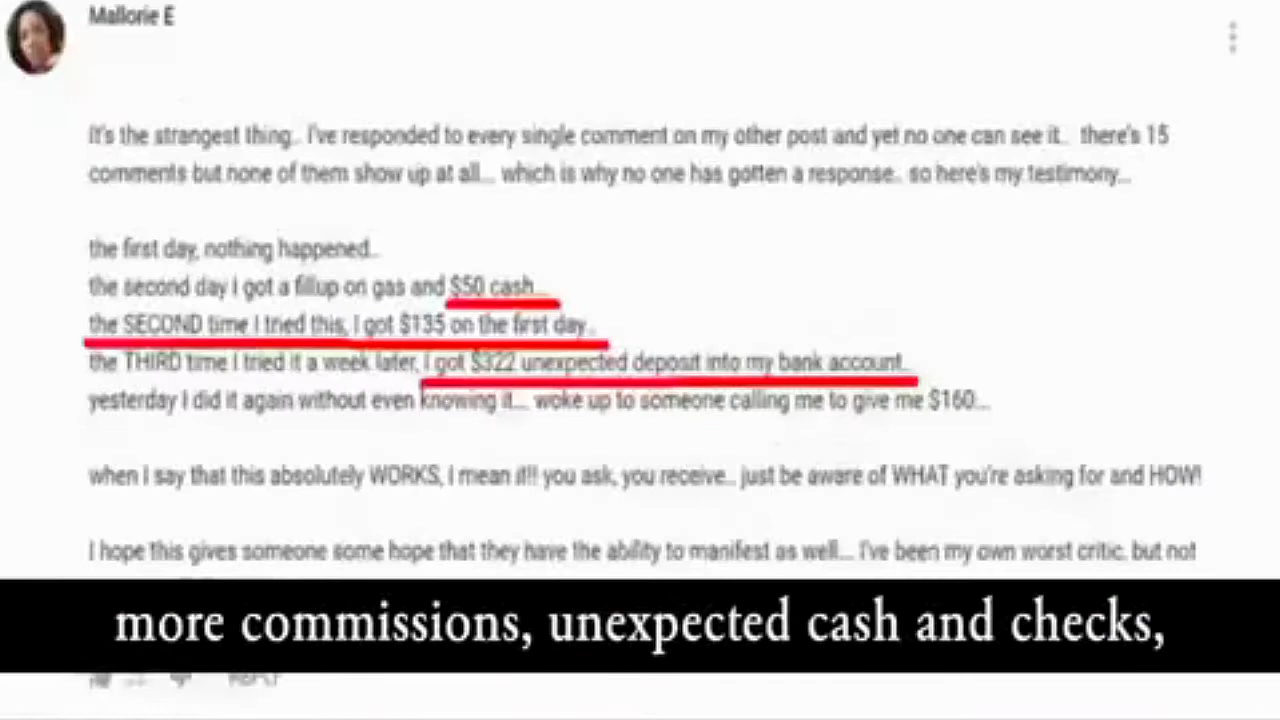 Mallorie E
It's the strangest thing.. I've responded to every single comment on my other post and yet no one can see it.. there's 15
comments but none of them show up at all... which is why no one has gotten a response.. so here's my testimony...
the first day, nothing happened..
the second day I got a fillup on gas and $50 cash...
the SECOND time I tried this, I got $135 on the first day..
the THIRD time I tried it a week later, I got $322 unexpected deposit into my bank account..
yesterday I did it again without even knowing it... woke up to someone calling me to give me $160...
when I say that this absolutely WORKS, I mean it!! you ask, you receive.. just be aware of WHAT you're asking for and HOW!
I hope this gives someone some hope that they have the ability to manifest as well... I've been my own worst critic, but not
more commissions, unexpected cash and checks,
REPLY